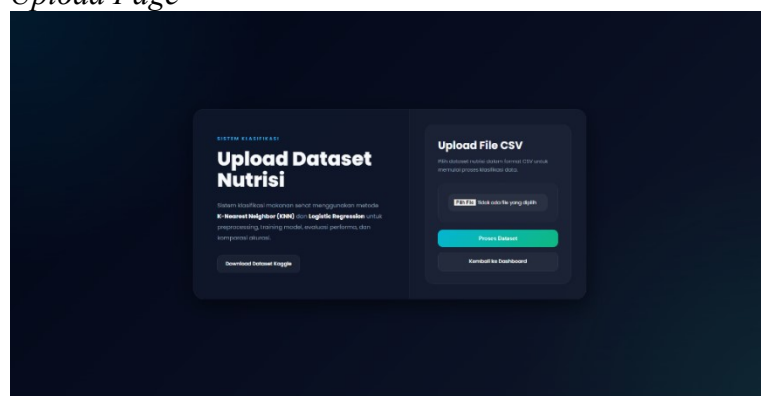 Upload Page
SISTEM KLASIFIKASI
Upload Dataset
Nutrisi
Sistem klasifikasi makanan sehat menggunakan metode
K-Nearest Neighbor (KNN) dan Logistic Regression untuk
preprocessing, training model, evaluasi performa, dan
komparasi akurasi.
Download Dataset Kaggle
Upload File CSV
Pilih dataset nutrisi dalam format CSV untuk
memulai proses klasifikasi data.
Pilih File Tidak ada file yang dipilih
Proses Dataset
Kembali ke Dashboard